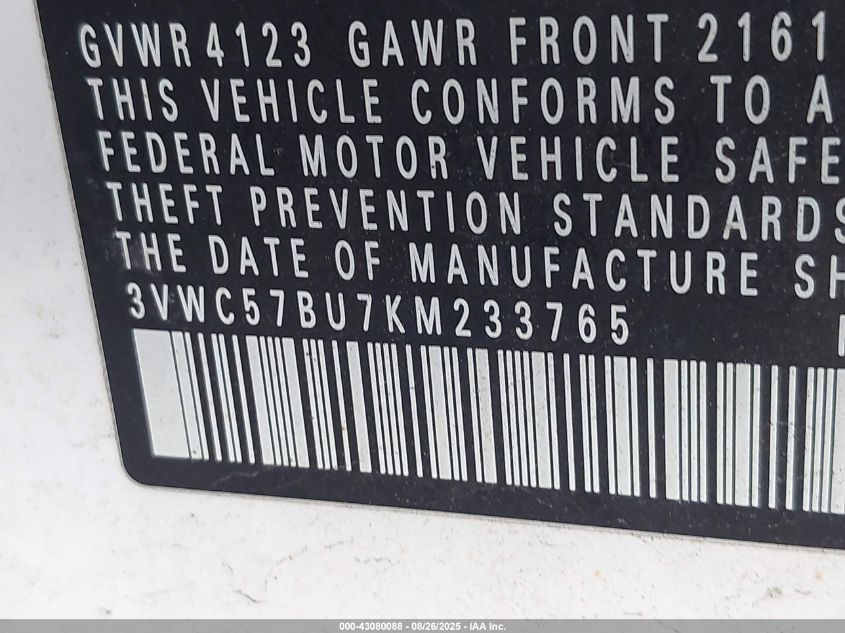 GVWR 4123 GAWR FRONT 2161
THIS VEHICLE CONFORMS TO A
FEDERAL MOTOR VEHICLE SAFE
THEFT PREVENTION STANDARDS
THE DATE OF MANUFACTURE SH
3VWC57BU7KM233765
000-43080088 - 08/26/2025 - IAA Inc.